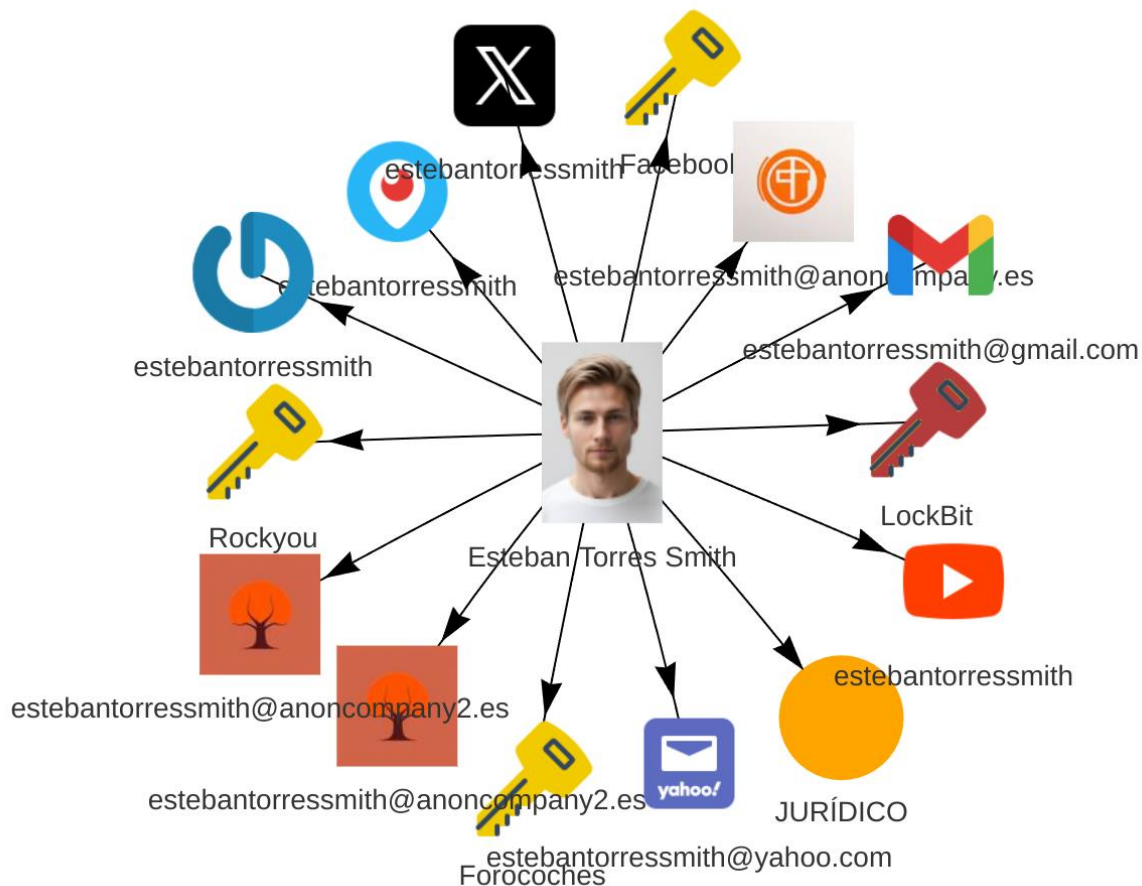 estebantorressmith
Facebook
estebantorressmith
estebantorressmith@anoncompany.es
estebantorressmith
estebantorressmith@gmail.com
Rockyou
LockBit
Esteban Torres Smith
estebantorressmith
estebantorressmith@anoncompany2.es
yahoo!
estebantorressmith@anoncompany2.es
JURÍDICO
estebantorressmith@yahoo.com
Forocoches